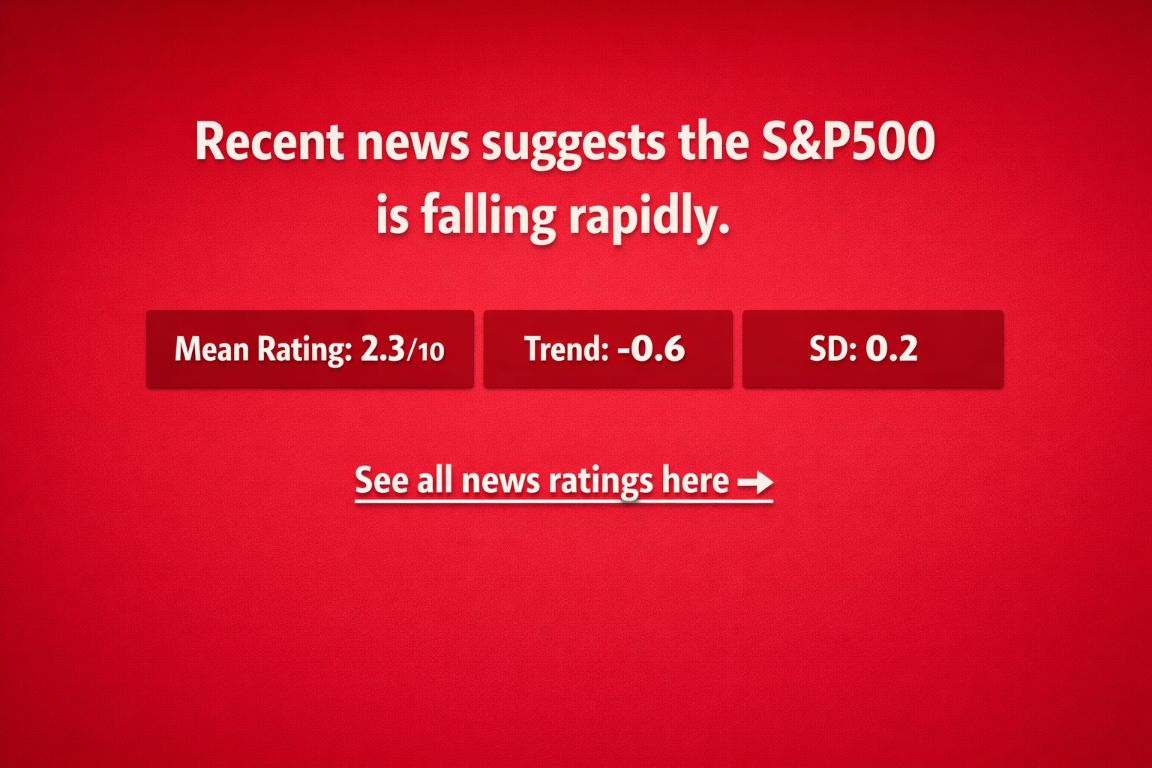 Recent news suggests the S&P500
is falling rapidly.
Mean Rating: 2.3/10
Trend: -0.6
SD: 0.2
See all news ratings here →